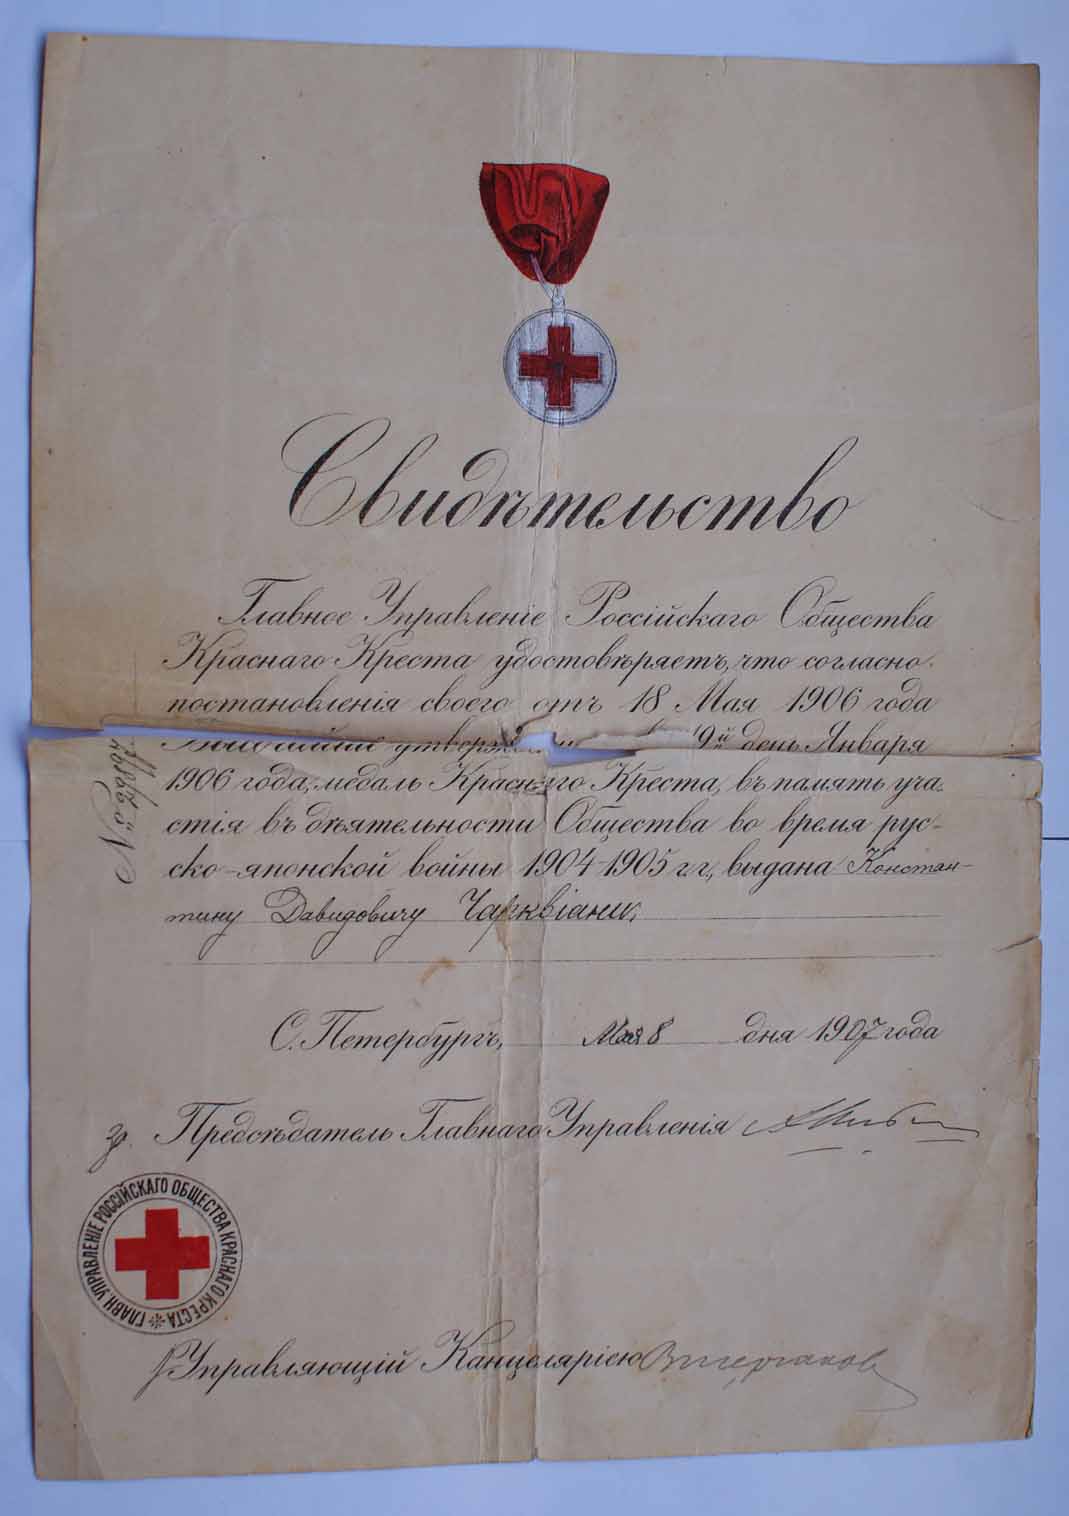 Свидѣтельство
Главное Управленіе Россійскаго Общества
Краснаго Креста удостовѣряетъ, что согласно
постановленія своего отъ 18 Мая 1906 года
19й день Января
1906 года, медаль Краснаго Креста, въ память уча-
стія въ дѣятельности Общества во время рус-
ско-японской войны 1904-1905 г.г., выдана Констан-
тину Давидовичу Чарквіани.
С. Петербургъ, Мая 8 дня 1907 года
Предсѣдатель Главнаго Управленія
ГЛАВН. УПРАВЛЕНІЕ РОССІЙСКАГО ОБЩЕСТВА КРАСНАГО КРЕСТА
Управляющій Канцеляріею
№